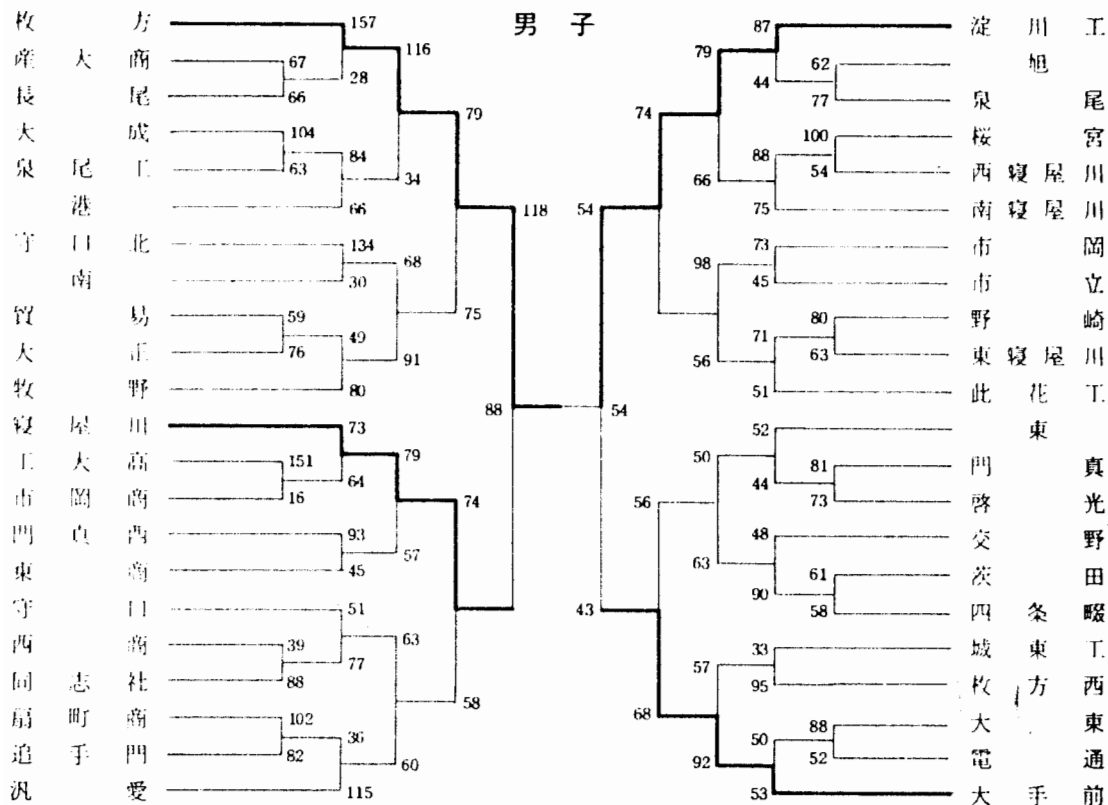 男子
枚方
産大高
長尾
大成
泉尾工
港
守口北
南
貿易
大正
牧野
寝屋川
工大高
市岡商
門真西
東商
守口
西商
同志社
扇町商
追手門
汎愛
157
67
28
66
104
84
63
66
134
30
59
49
76
80
73
151
64
16
93
45
51
39
77
88
102
36
82
115
116
34
68
91
79
57
63
60
79
75
74
58
118
88
54
54
43
74
56
68
79
66
98
56
50
63
57
92
87
44
62
77
100
88
54
75
73
45
80
71
63
51
52
81
44
73
48
61
90
58
33
95
88
50
52
53
淀川工
旭
泉尾
桜宮
西寝屋川
南寝屋川
市岡
市立
野崎
東寝屋川
此花工
東
門真
啓光
交野
茨田
四条畷
城東工
枚方西
大東
電通
大手前